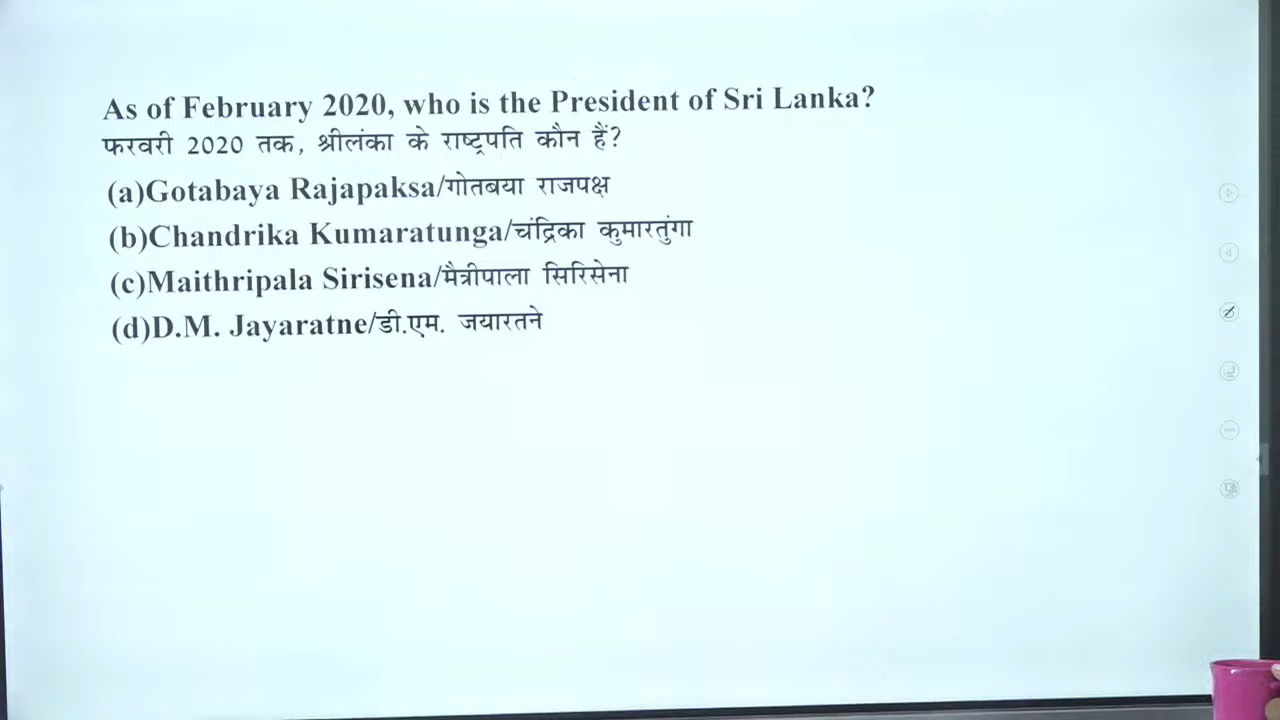 As of February 2020, who is the President of Sri Lanka?
फरवरी 2020 तक, श्रीलंका के राष्ट्रपति कौन हैं?
(a)Gotabaya Rajapaksa/गोतबया राजपक्ष
(b)Chandrika Kumaratunga/चंद्रिका कुमारतुंगा
(c)Maithripala Sirisena/मैत्रीपाला सिरिसेना
(d)D.M. Jayaratne/डी.एम. जयारतने